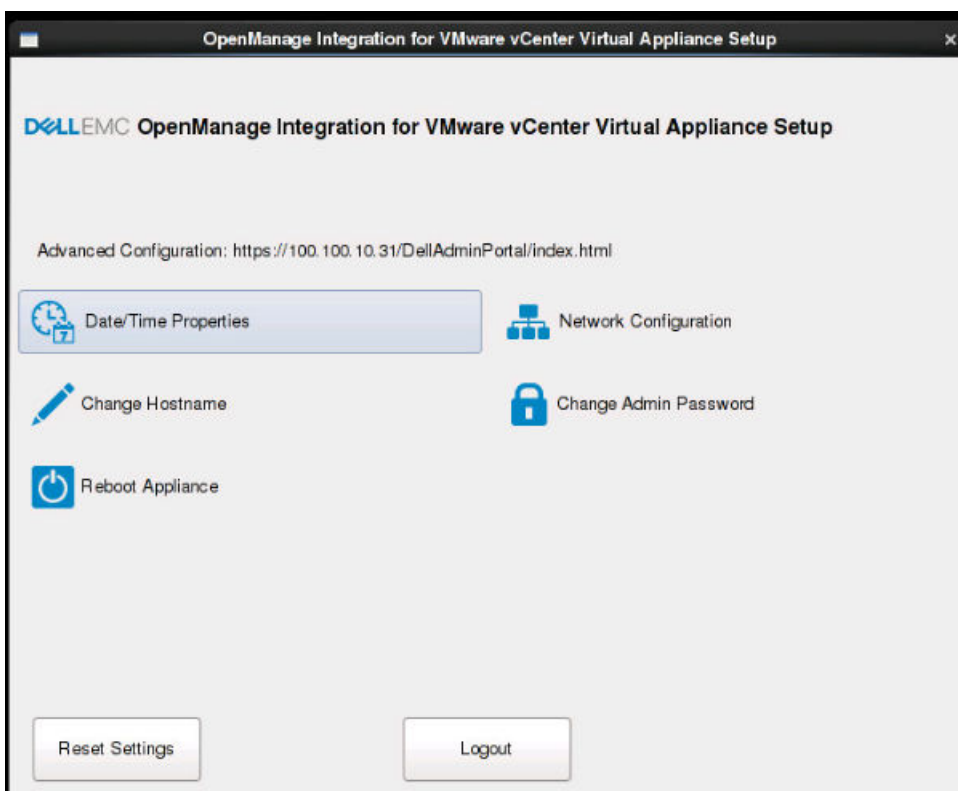 OpenManage Integration for VMware vCenter Virtual Appliance Setup
DELLEMC OpenManage Integration for VMware vCenter Virtual Appliance Setup
Advanced Configuration: https://100.100.10.31/DellAdminPortal/index.html
Date/Time Properties
Network Configuration
Change Hostname
Change Admin Password
Reboot Appliance
Reset Settings
Logout